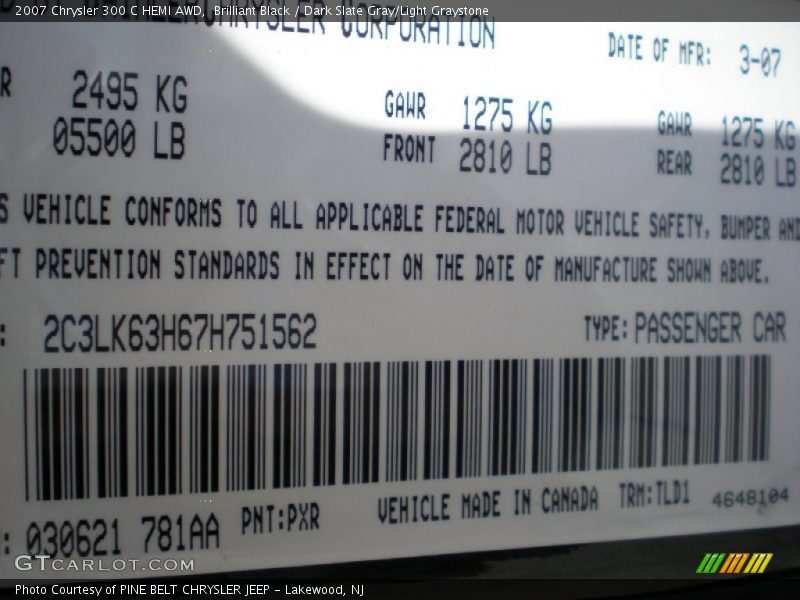 2007 Chrysler 300 C HEMI AWD, Brilliant Black / Dark Slate Gray/Light Graystone
CHRYSLER CORPORATION
DATE OF MFR: 3-07
R 2495 KG GAWR 1275 KG GAWR 1275 KG
05500 LB FRONT 2810 LB REAR 2810 LB
S VEHICLE CONFORMS TO ALL APPLICABLE FEDERAL MOTOR VEHICLE SAFETY, BUMPER AND
FT PREVENTION STANDARDS IN EFFECT ON THE DATE OF MANUFACTURE SHOWN ABOVE.
: 2C3LK63H67H751562 TYPE: PASSENGER CAR
: 030621 781AA PNT:PXR VEHICLE MADE IN CANADA TRM:TLD1 4648104
GTCARLOT.COM
Photo Courtesy of PINE BELT CHRYSLER JEEP - Lakewood, NJ